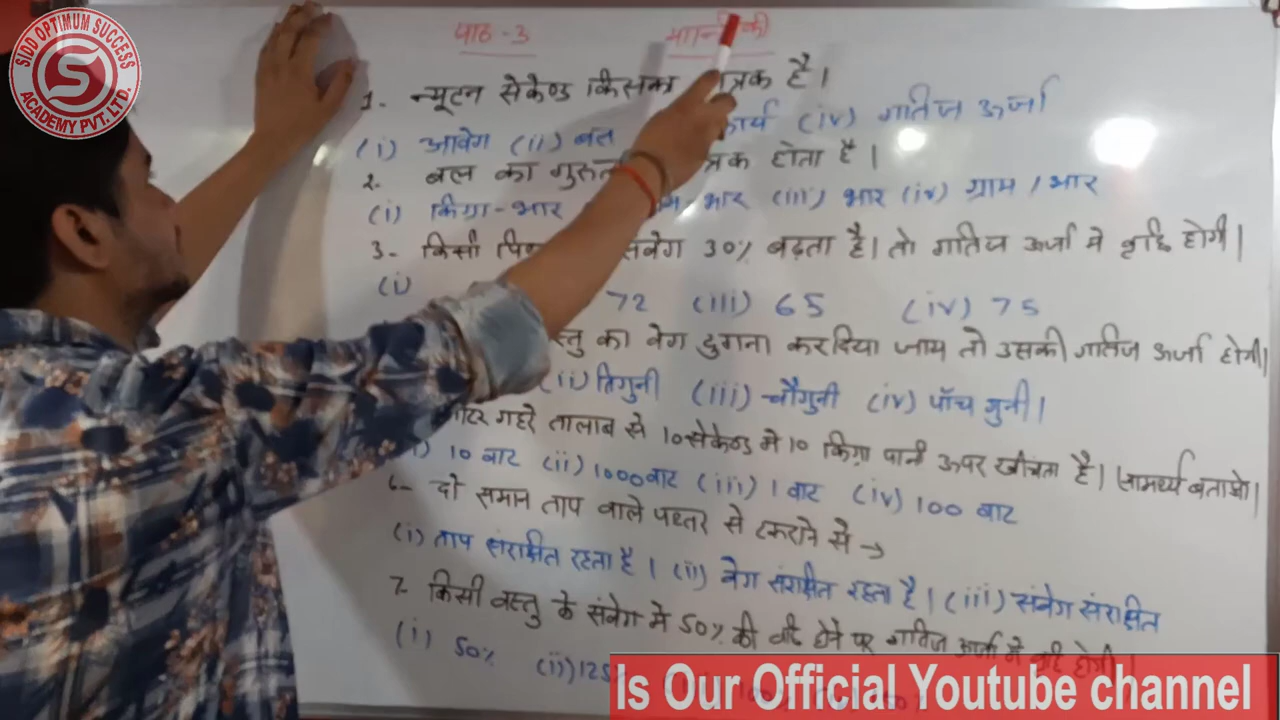 SIDD OPTIMUM SUCCESS
ACADEMY PVT. LTD.
S
पाठ -3
1- न्यूटन सेकेण्ड किसका त्रक है।
(i) आवेग (ii) बल कार्य (iv) गतिज ऊर्जा
2- बल का गुरुत त्रक होता है।
(i) किग्रा-भार म-भार (iii) भार (iv) ग्राम / भार
3- किसी संवेग 30% बढ़ता है। तो गतिज ऊर्जा मे वृद्धि होगी।
(i) 72 (iii) 65 (iv) 75
स्तु का वेग दुगना कर दिया जाय तो उसकी गतिज ऊर्जा होगी।
(ii) तिगुनी (iii) चौगुनी (iv) पाँच गुनी।
मीटर गहरे तालाब से 10 सेकेण्ड मे 10 किग्रा पानी ऊपर खीचता है। सामर्थ्य बताओ।
i) 10 बाट (ii) 1000 बाट (iii) 1 बाट (iv) 100 बाट
6- दो समान ताप वाले पत्तर से टकराने से →
(i) ताप संरक्षित रहता है। (ii) वेग संरक्षित रहता है। (iii) संवेग संरक्षित
7- किसी वस्तु के संवेग मे 50% की होने पर गतिज ऊर्जा मे
(i) 50% (ii) 125
Is Our Official Youtube channel